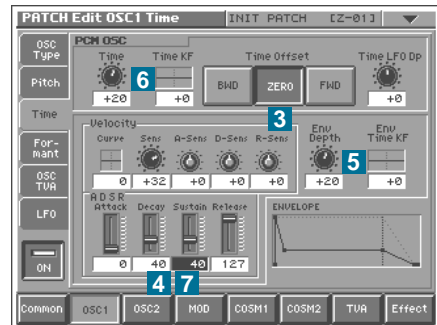 PATCH Edit OSC1 Time INIT PATCH [Z-01]
OSC Type
Pitch
Time
For-mant
OSC TVA
LFO
ON
PCM OSC
Time Time KF Time Offset Time LFO Dp
6
BWD ZERO FWD
+20 +0 +0
3
Velocity
Curve Sens A-Sens D-Sens R-Sens
0 +32 +0 +0 +0
Env Depth Env Time KF
5
+20 +0
ADSR
Attack Decay Sustain Release
0 40 40 127
4 7
ENVELOPE
Common OSC1 OSC2 MOD COSM1 COSM2 TVA Effect